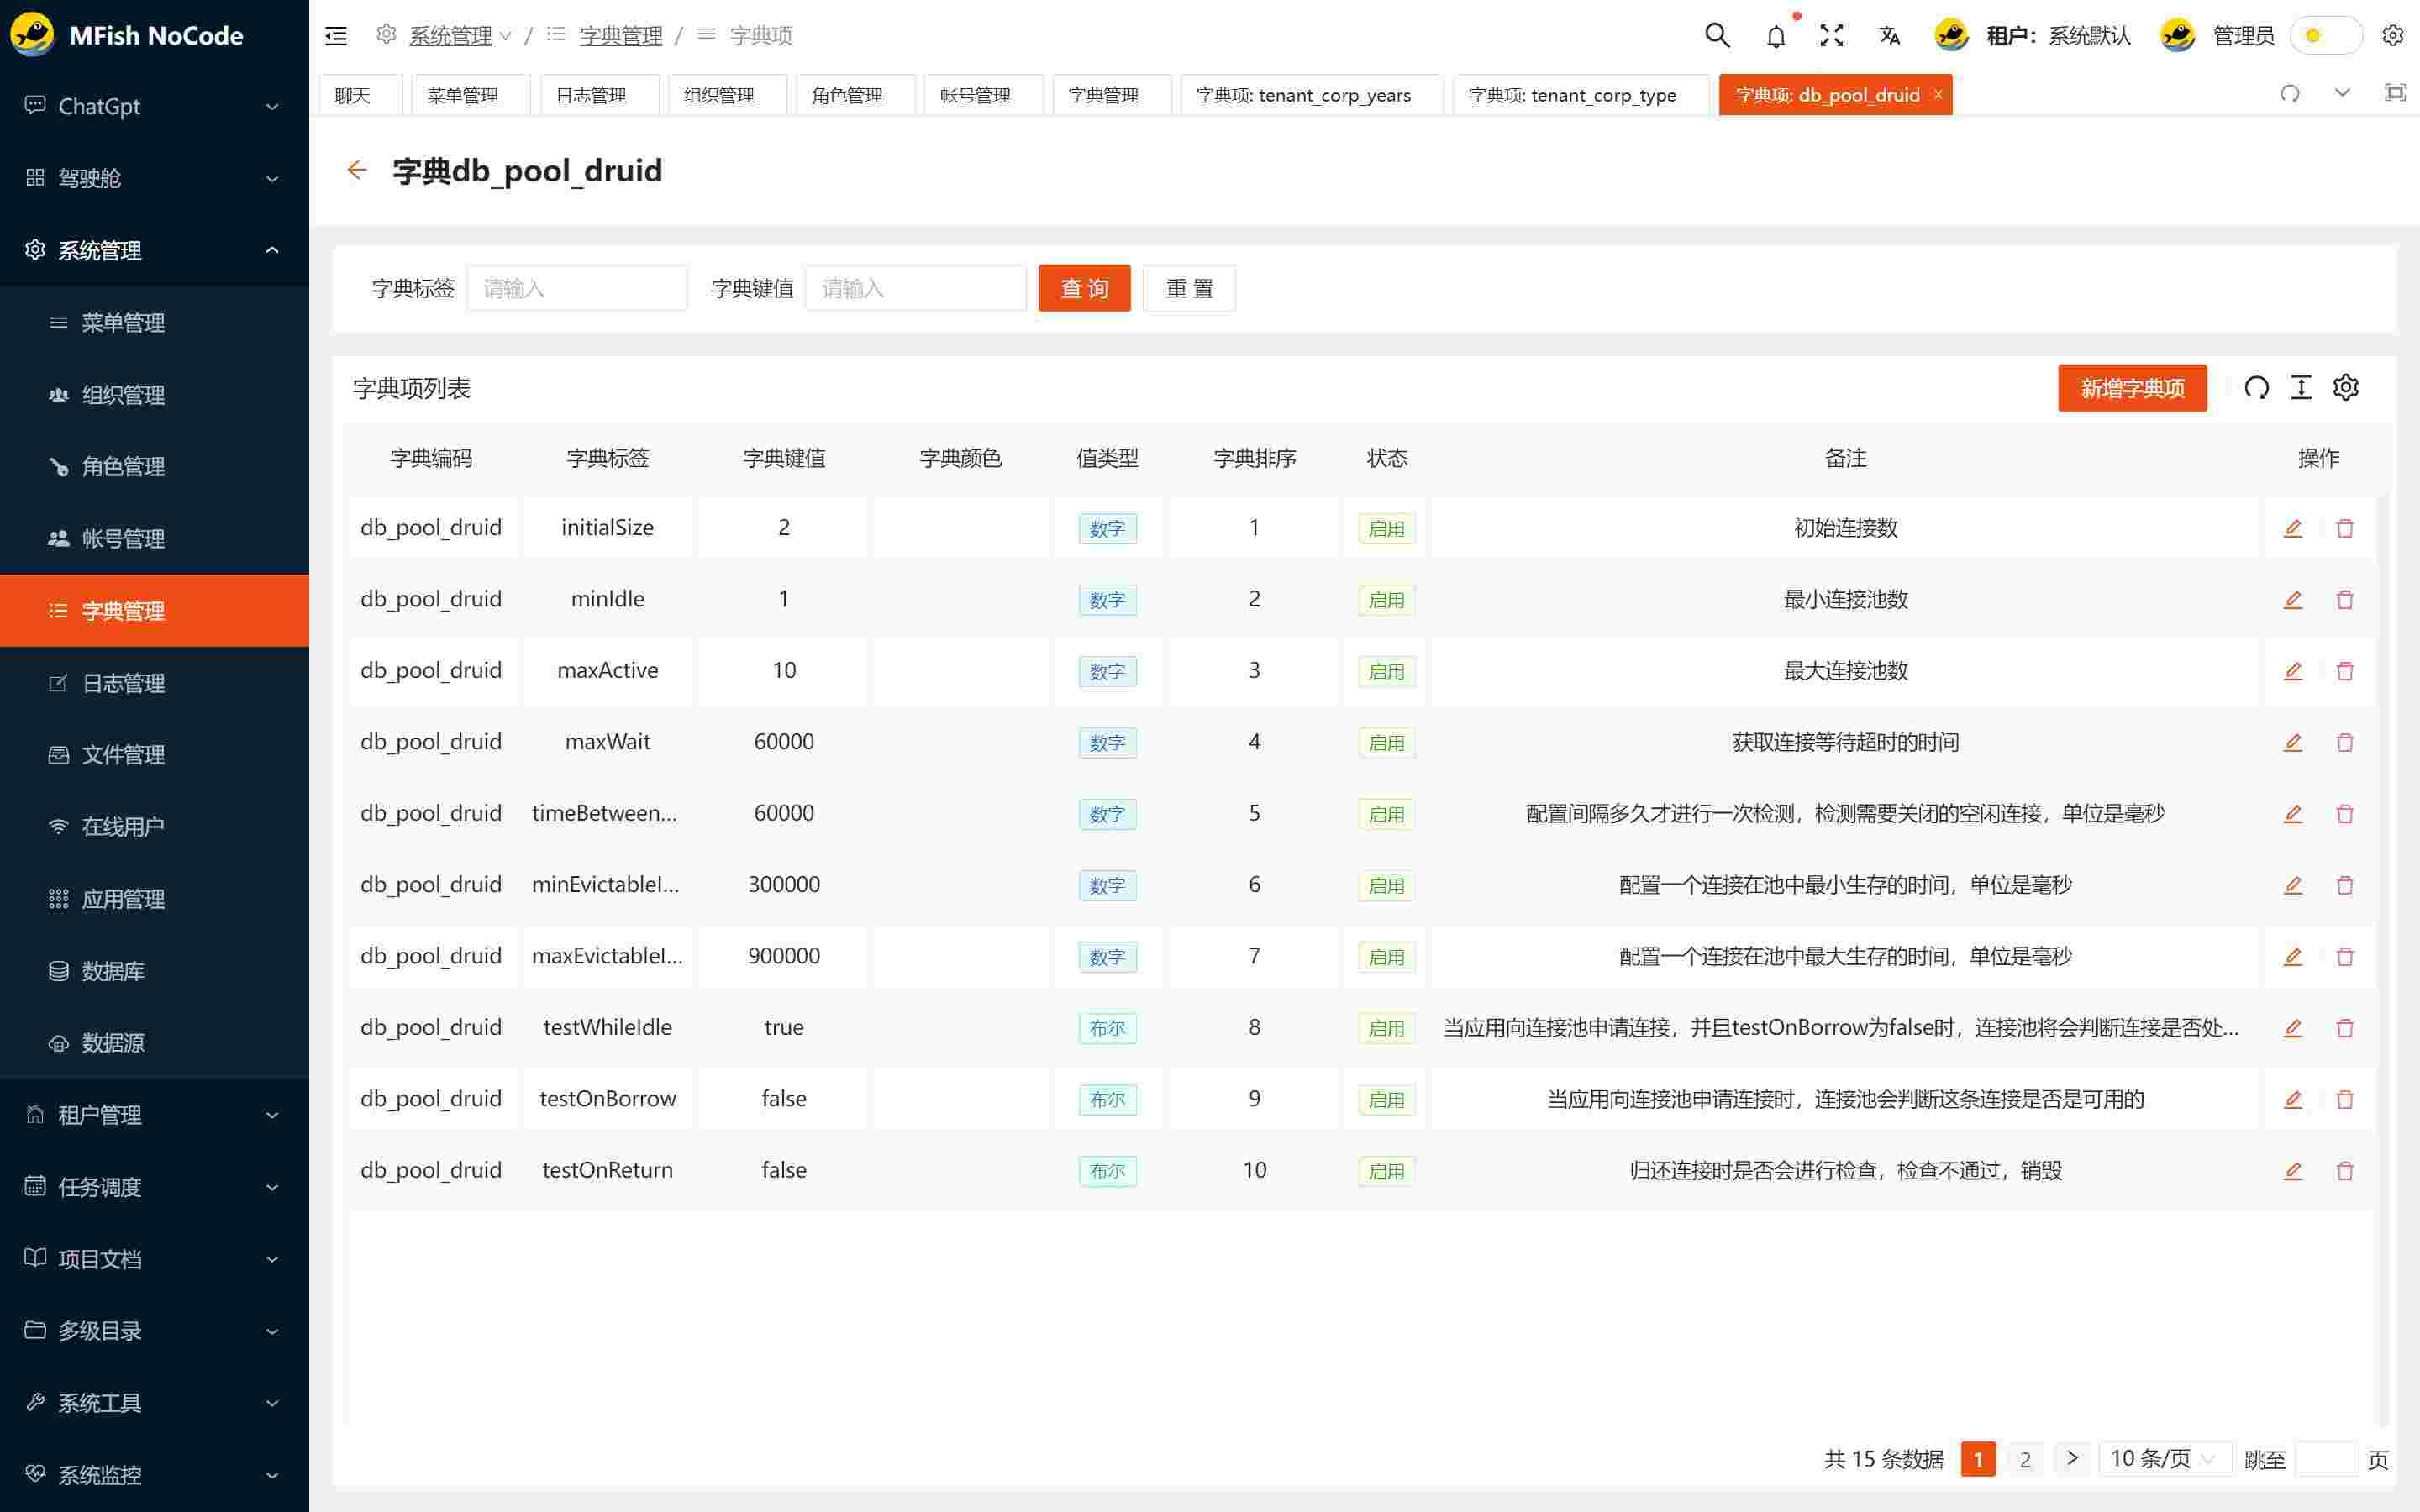 MFish NoCode
系统管理 / 字典管理 / 字典项
租户：系统默认
管理员
聊天
菜单管理
日志管理
组织管理
角色管理
帐号管理
字典管理
字典项: tenant_corp_years
字典项: tenant_corp_type
字典项: db_pool_druid
ChatGpt
驾驶舱
系统管理
菜单管理
组织管理
角色管理
帐号管理
字典管理
日志管理
文件管理
在线用户
应用管理
数据库
数据源
租户管理
任务调度
项目文档
多级目录
系统工具
系统监控
字典db_pool_druid
字典标签 请输入 字典键值 请输入 查 询 重 置
字典项列表 新增字典项
字典编码 字典标签 字典键值 字典颜色 值类型 字典排序 状态 备注 操作
db_pool_druid initialSize 2 数字 1 启用 初始连接数
db_pool_druid minIdle 1 数字 2 启用 最小连接池数
db_pool_druid maxActive 10 数字 3 启用 最大连接池数
db_pool_druid maxWait 60000 数字 4 启用 获取连接等待超时的时间
db_pool_druid timeBetween... 60000 数字 5 启用 配置间隔多久才进行一次检测，检测需要关闭的空闲连接，单位是毫秒
db_pool_druid minEvictableI... 300000 数字 6 启用 配置一个连接在池中最小生存的时间，单位是毫秒
db_pool_druid maxEvictableI... 900000 数字 7 启用 配置一个连接在池中最大生存的时间，单位是毫秒
db_pool_druid testWhileIdle true 布尔 8 启用 当应用向连接池申请连接，并且testOnBorrow为false时，连接池将会判断连接是否处...
db_pool_druid testOnBorrow false 布尔 9 启用 当应用向连接池申请连接时，连接池会判断这条连接是否是可用的
db_pool_druid testOnReturn false 布尔 10 启用 归还连接时是否会进行检查，检查不通过，销毁
共 15 条数据 1 2 10 条/页 跳至 页